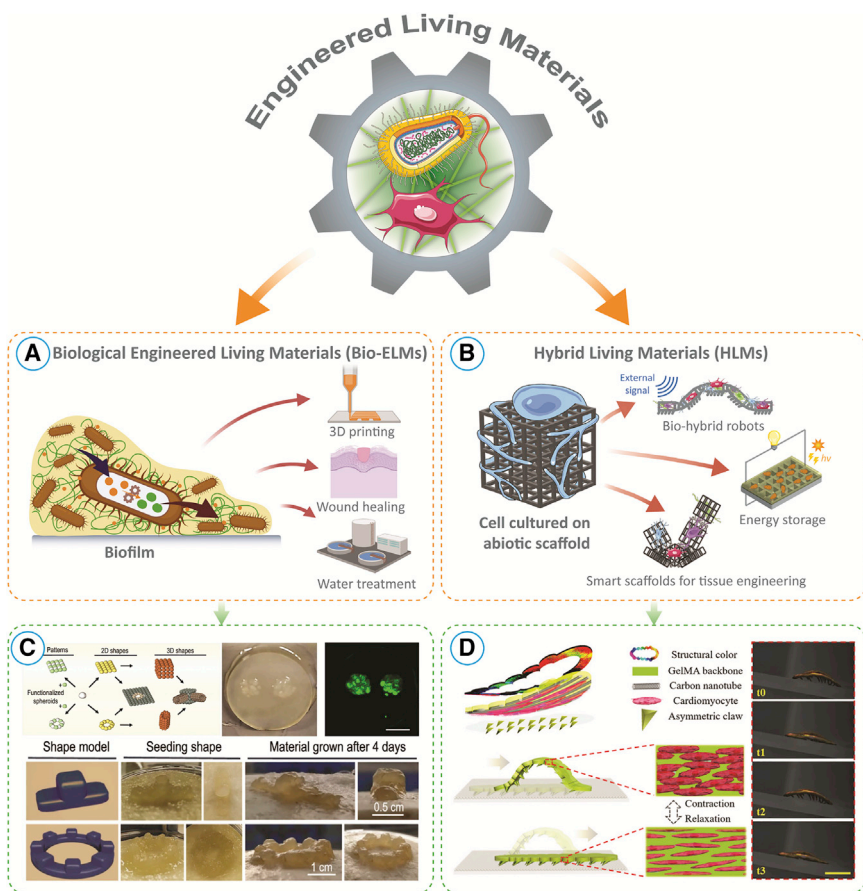 Engineered Living Materials
A
Biological Engineered Living Materials (Bio-ELMs)
3D printing
Wound healing
Water treatment
Biofilm
B
Hybrid Living Materials (HLMs)
External
signal
Bio-hybrid robots
hν
Energy storage
Cell cultured on
abiotic scaffold
Smart scaffolds for tissue engineering
C
Patterns
2D shapes
3D shapes
Functionalized
spheroids
Shape model
Seeding shape
Material grown after 4 days
0.5 cm
1 cm
D
Structural color
GelMA backbone
Carbon nanotube
Cardiomyocyte
Asymmetric claw
Contraction
Relaxation
t0
t1
t2
t3